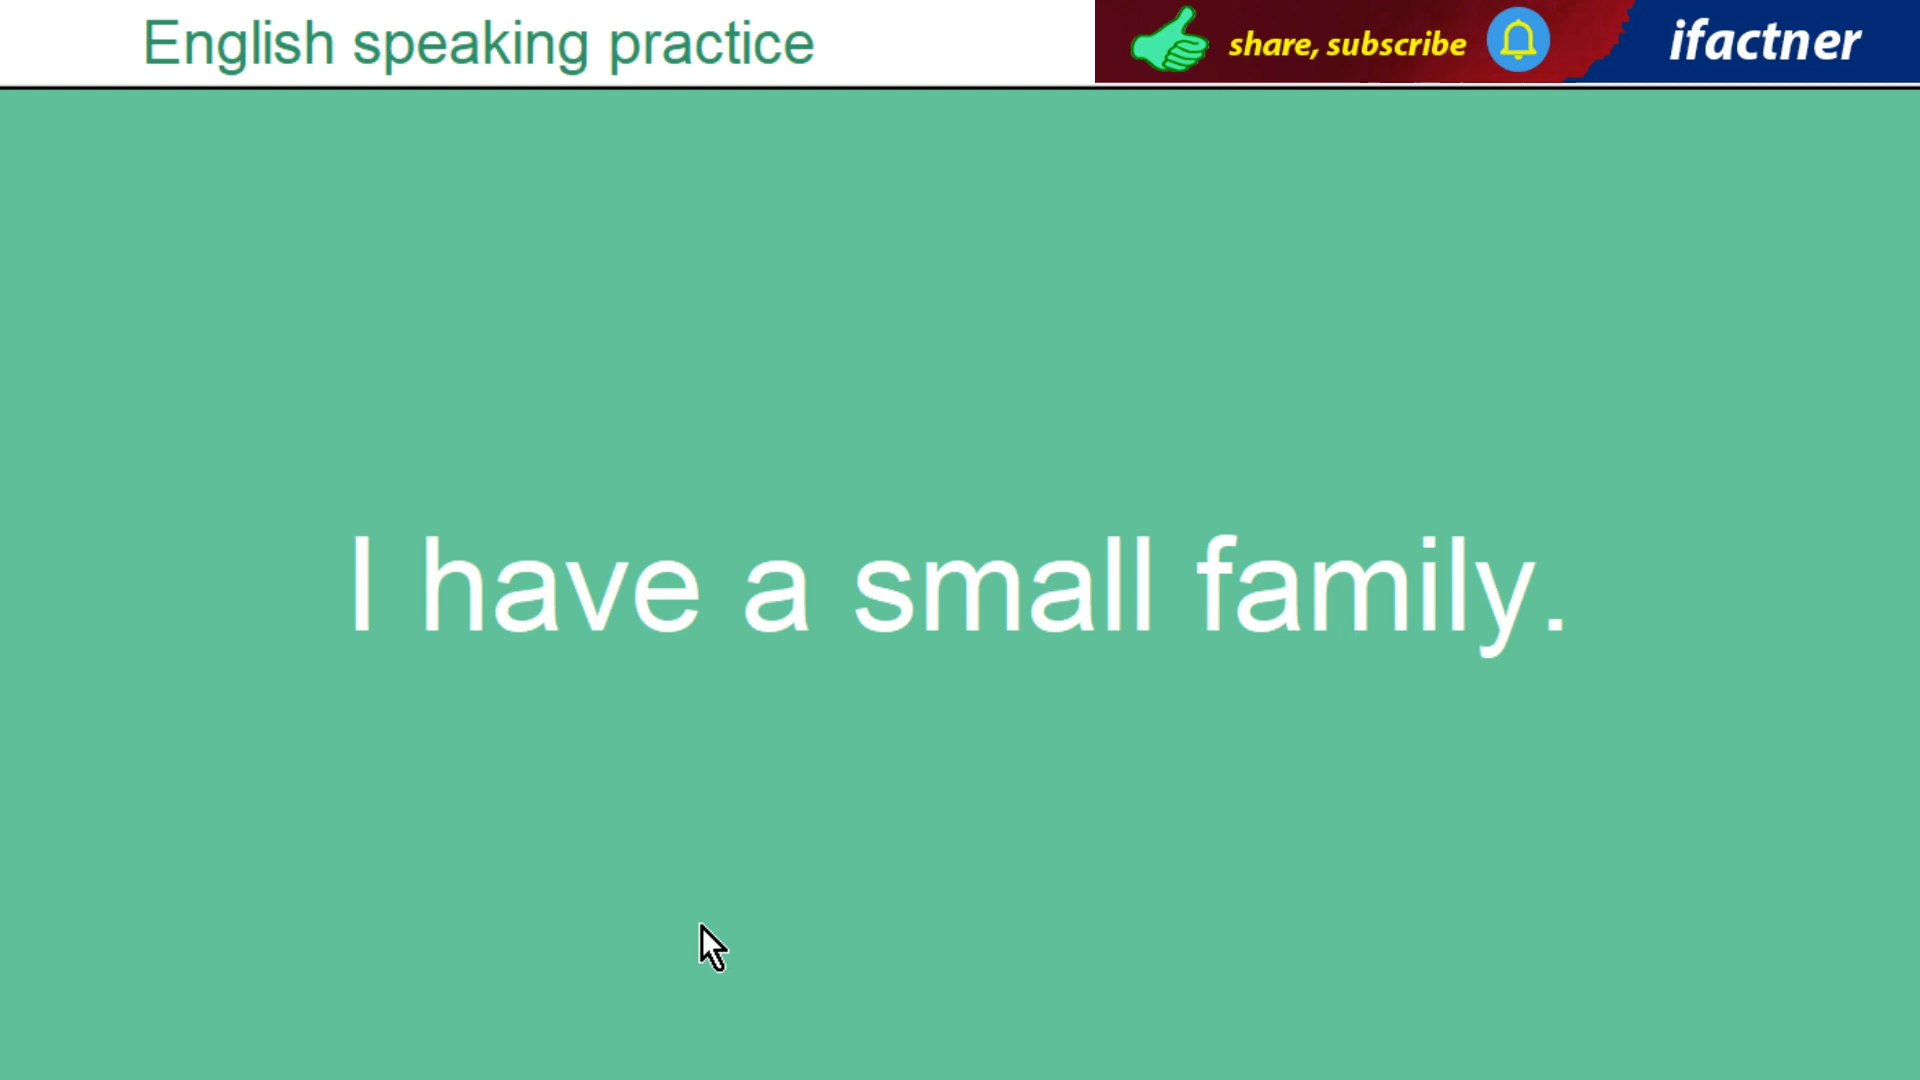 English speaking practice
share, subscribe
ifactner
I have a small family.